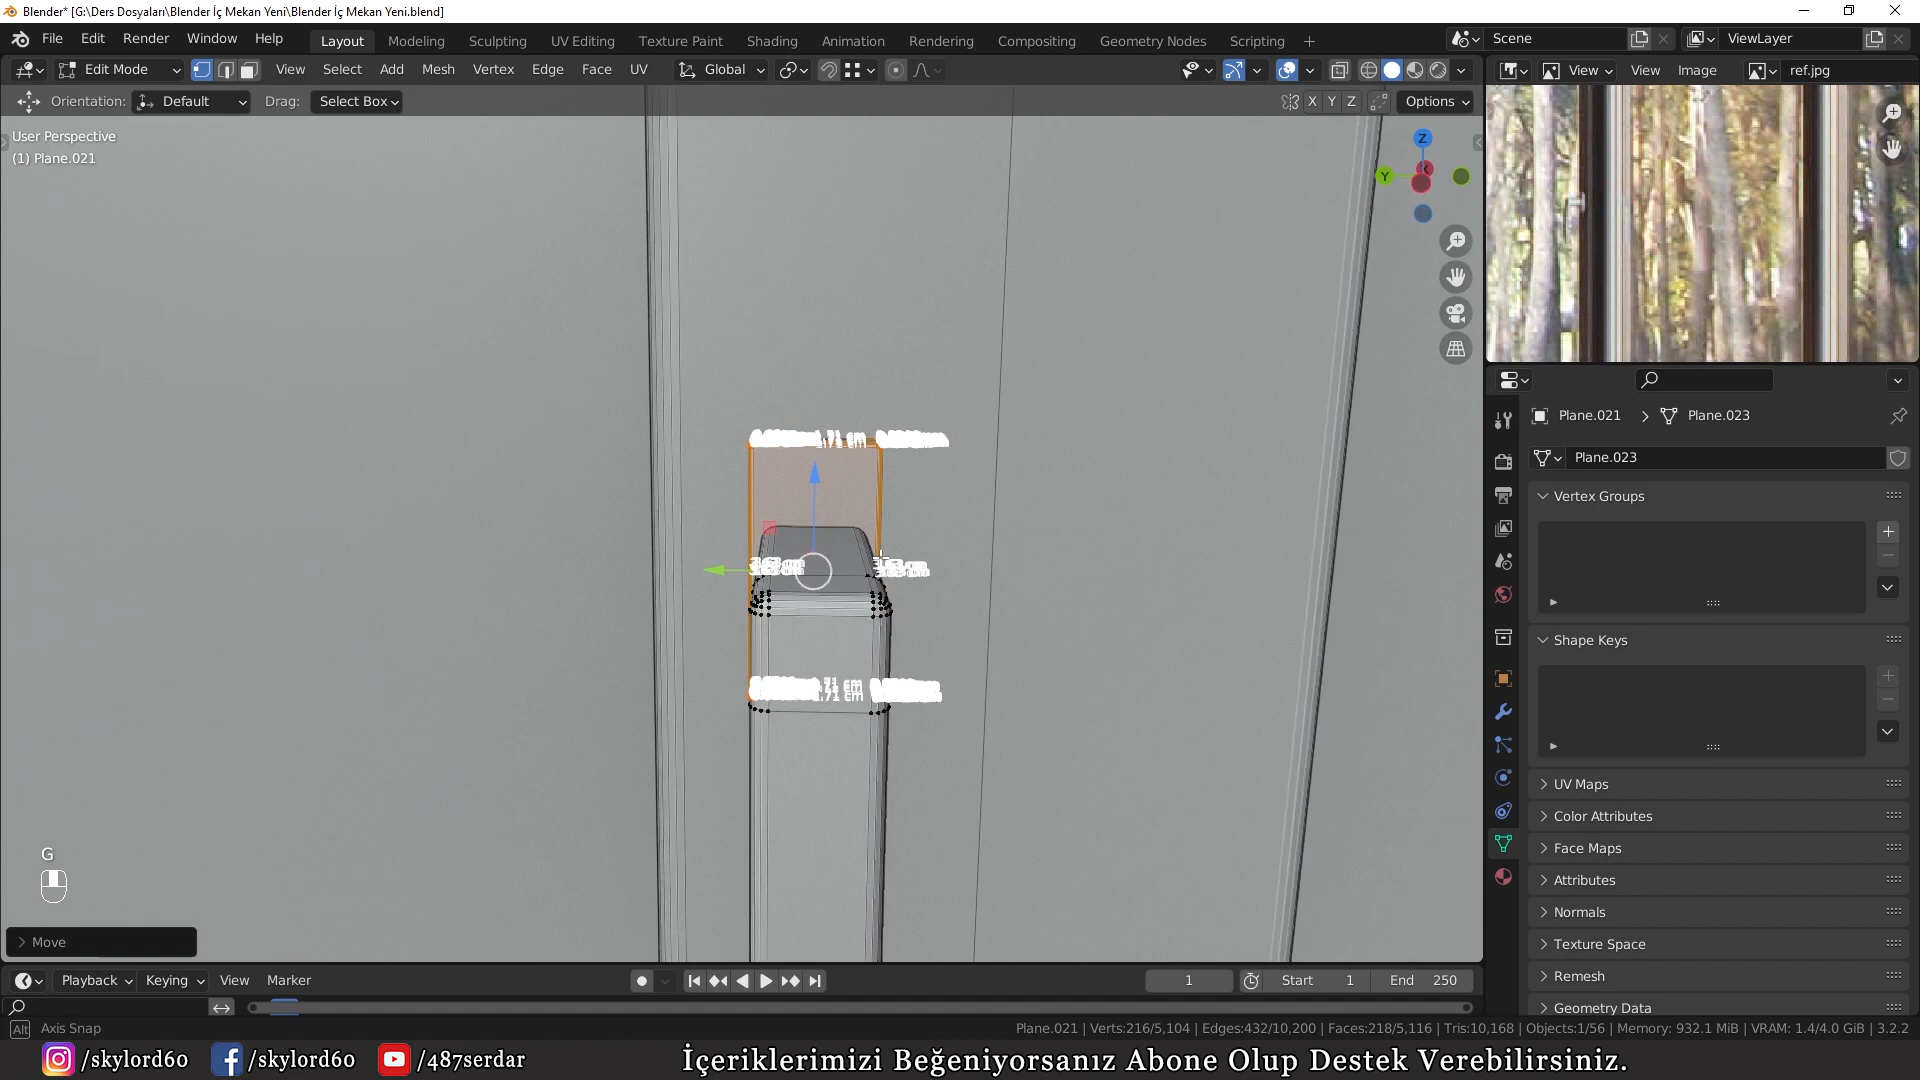 Blender* [G:\Ders Dosyaları\Blender İç Mekan Yeni\Blender İç Mekan Yeni.blend]
File Edit Render Window Help
Layout Modeling Sculpting UV Editing Texture Paint Shading Animation Rendering Compositing Geometry Nodes Scripting +
Scene
ViewLayer
Edit Mode View Select Add Mesh Vertex Edge Face UV Global
View View Image ref.jpg
Orientation: Default Drag: Select Box
X Y Z Options
User Perspective
(1) Plane.021
Z
Y
Plane.021 > Plane.023
Plane.023
Vertex Groups
Shape Keys
UV Maps
Color Attributes
Face Maps
Attributes
Normals
Texture Space
Remesh
Geometry Data
G
Move
Playback Keying View Marker
1
Start 1
End 250
Alt Axis Snap
Plane.021 | Verts:216/5,104 | Edges:432/10,200 | Faces:218/5,116 | Tris:10,168 | Objects:1/56 | Memory: 932.1 MiB | VRAM: 1.4/4.0 GiB | 3.2.2
/skylord60 /skylord60 /487serdar
İçeriklerimizi Beğeniyorsanız Abone Olup Destek Verebilirsiniz.